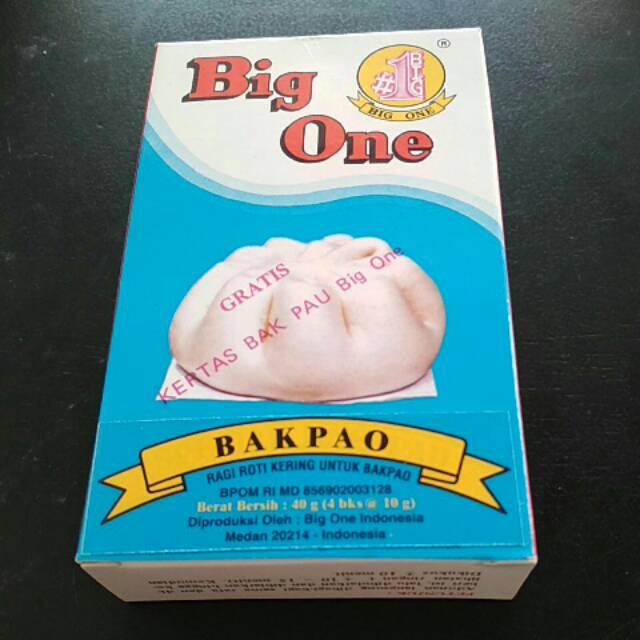 Big
One
®
#1
BIG
BIG ONE
GRATIS
KERTAS BAK PAU Big One
BAKPAO
RAGI ROTI KERING UNTUK BAKPAO
BPOM RI MD 856902003128
Berat Bersih : 40 g (4 bks @ 10 g)
Diproduksi Oleh : Big One Indonesia
Medan 20214 - Indonesia